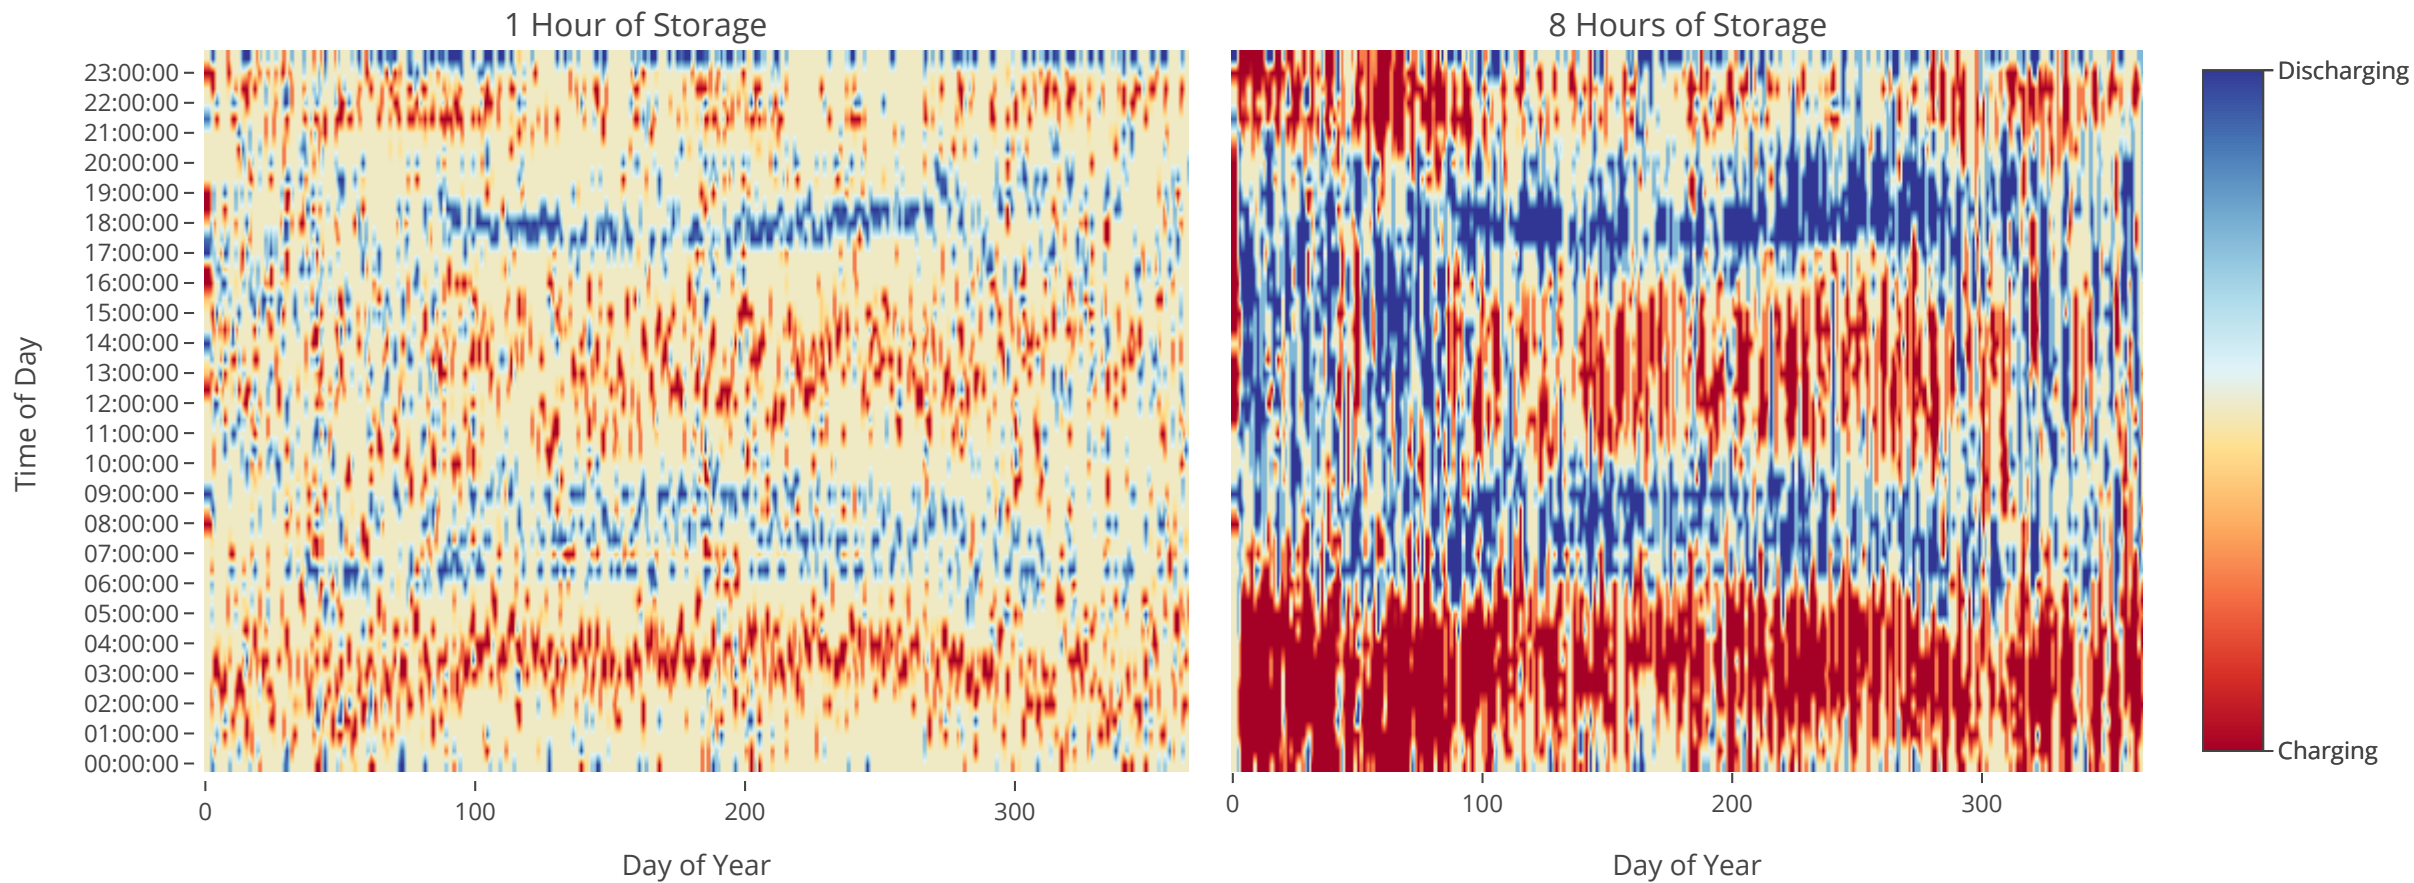 1 Hour of Storage
8 Hours of Storage
Time of Day
23:00:00
22:00:00
21:00:00
20:00:00
19:00:00
18:00:00
17:00:00
16:00:00
15:00:00
14:00:00
13:00:00
12:00:00
11:00:00
10:00:00
09:00:00
08:00:00
07:00:00
06:00:00
05:00:00
04:00:00
03:00:00
02:00:00
01:00:00
00:00:00
0 100 200 300
Day of Year
0 100 200 300
Day of Year
Discharging
Charging